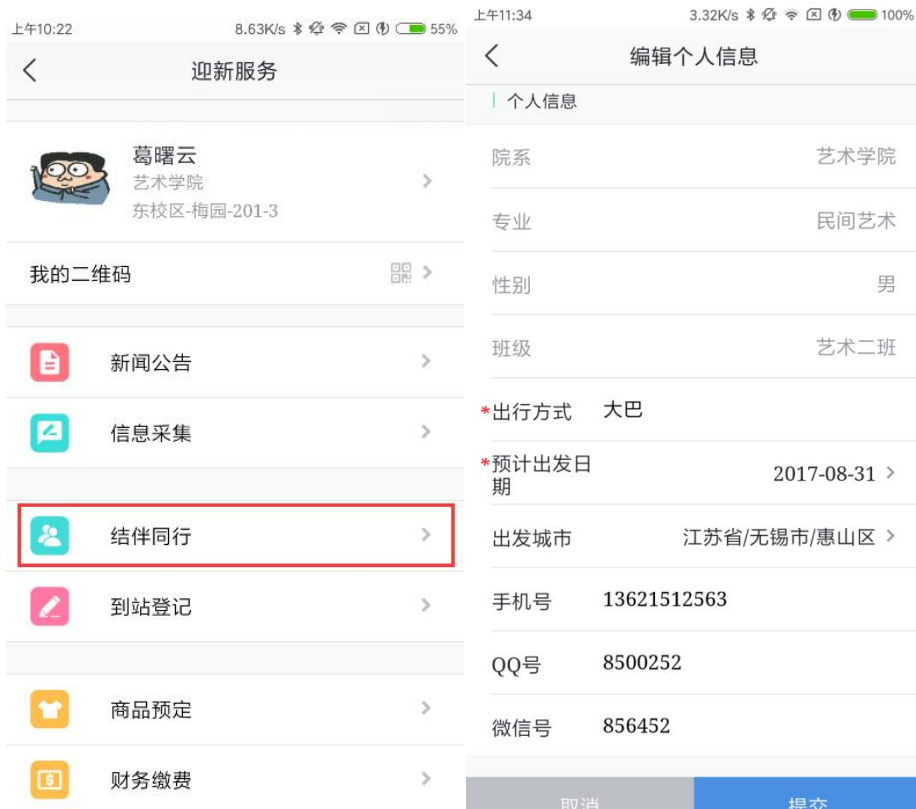 上午10:22 8.63K/s 55%
迎新服务
葛曙云
艺术学院
东校区-梅园-201-3
我的二维码
新闻公告
信息采集
结伴同行
到站登记
商品预定
财务缴费
上午11:34 3.32K/s 100%
编辑个人信息
个人信息
院系 艺术学院
专业 民间艺术
性别 男
班级 艺术二班
*出行方式 大巴
*预计出发日
期 2017-08-31
出发城市 江苏省/无锡市/惠山区
手机号 13621512563
QQ号 8500252
微信号 856452
取消 提交